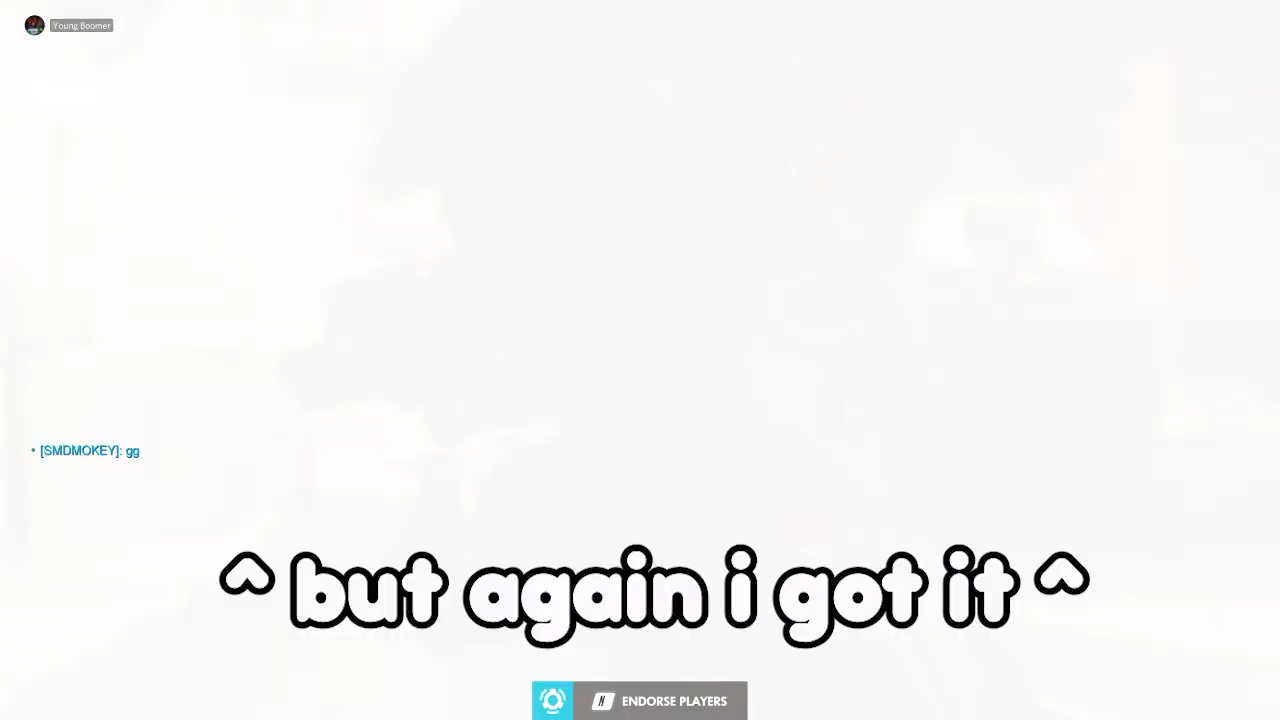 Young Boomer
• [SMDMOKEY]: gg
^ but again i got it ^
N ENDORSE PLAYERS